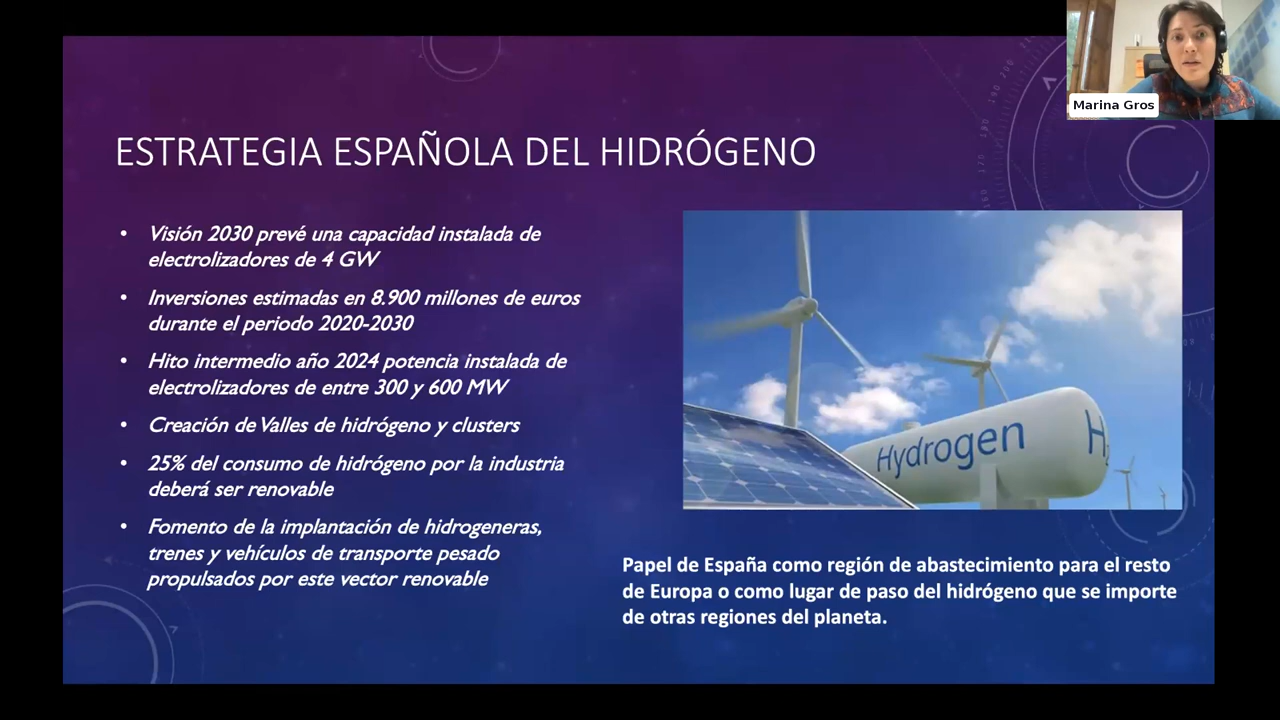 Marina Gros
ESTRATEGIA ESPAÑOLA DEL HIDRÓGENO
• Visión 2030 prevé una capacidad instalada de
electrolizadores de 4 GW
• Inversiones estimadas en 8.900 millones de euros
durante el periodo 2020-2030
• Hito intermedio año 2024 potencia instalada de
electrolizadores de entre 300 y 600 MW
• Creación de Valles de hidrógeno y clusters
• 25% del consumo de hidrógeno por la industria
deberá ser renovable
• Fomento de la implantación de hidrogeneras,
trenes y vehículos de transporte pesado
propulsados por este vector renovable
Hydrogen
H₂
Papel de España como región de abastecimiento para el resto
de Europa o como lugar de paso del hidrógeno que se importe
de otras regiones del planeta.